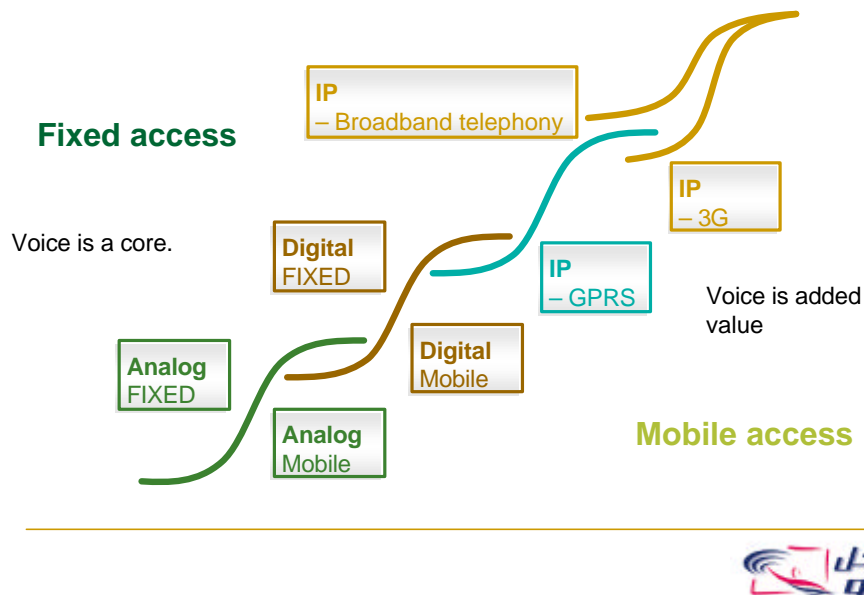 IP
– Broadband telephony
Fixed access
IP
– 3G
Voice is a core.
Digital
FIXED
IP
– GPRS
Voice is added
value
Analog
FIXED
Digital
Mobile
Analog
Mobile
Mobile access